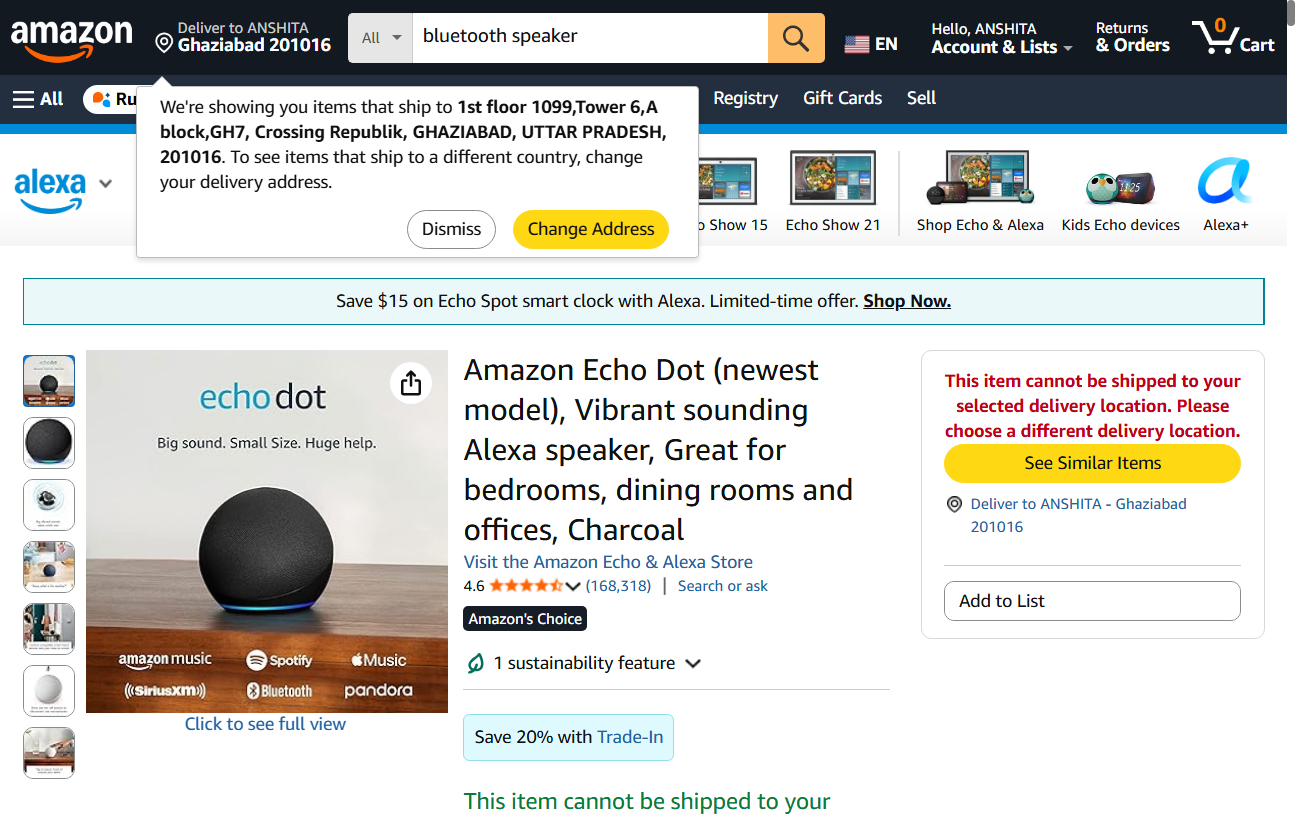 amazon
Deliver to ANSHITA
Ghaziabad 201016
All
bluetooth speaker
EN
Hello, ANSHITA
Account & Lists
Returns
& Orders
0
Cart
All
Ru
Registry
Gift Cards
Sell
We're showing you items that ship to 1st floor 1099,Tower 6,A
block,GH7, Crossing Republik, GHAZIABAD, UTTAR PRADESH,
201016. To see items that ship to a different country, change
your delivery address.
Dismiss
Change Address
alexa
o Show 15
Echo Show 21
Shop Echo & Alexa
11:25
Kids Echo devices
Alexa+
Save $15 on Echo Spot smart clock with Alexa. Limited-time offer. Shop Now.
echo dot
Big sound. Small Size. Huge help.
amazon music
Spotify
Music
SiriusXM
Bluetooth
pandora
Click to see full view
Amazon Echo Dot (newest
model), Vibrant sounding
Alexa speaker, Great for
bedrooms, dining rooms and
offices, Charcoal
Visit the Amazon Echo & Alexa Store
4.6 (168,318) | Search or ask
Amazon's Choice
1 sustainability feature
Save 20% with Trade-In
This item cannot be shipped to your
This item cannot be shipped to your
selected delivery location. Please
choose a different delivery location.
See Similar Items
Deliver to ANSHITA - Ghaziabad
201016
Add to List